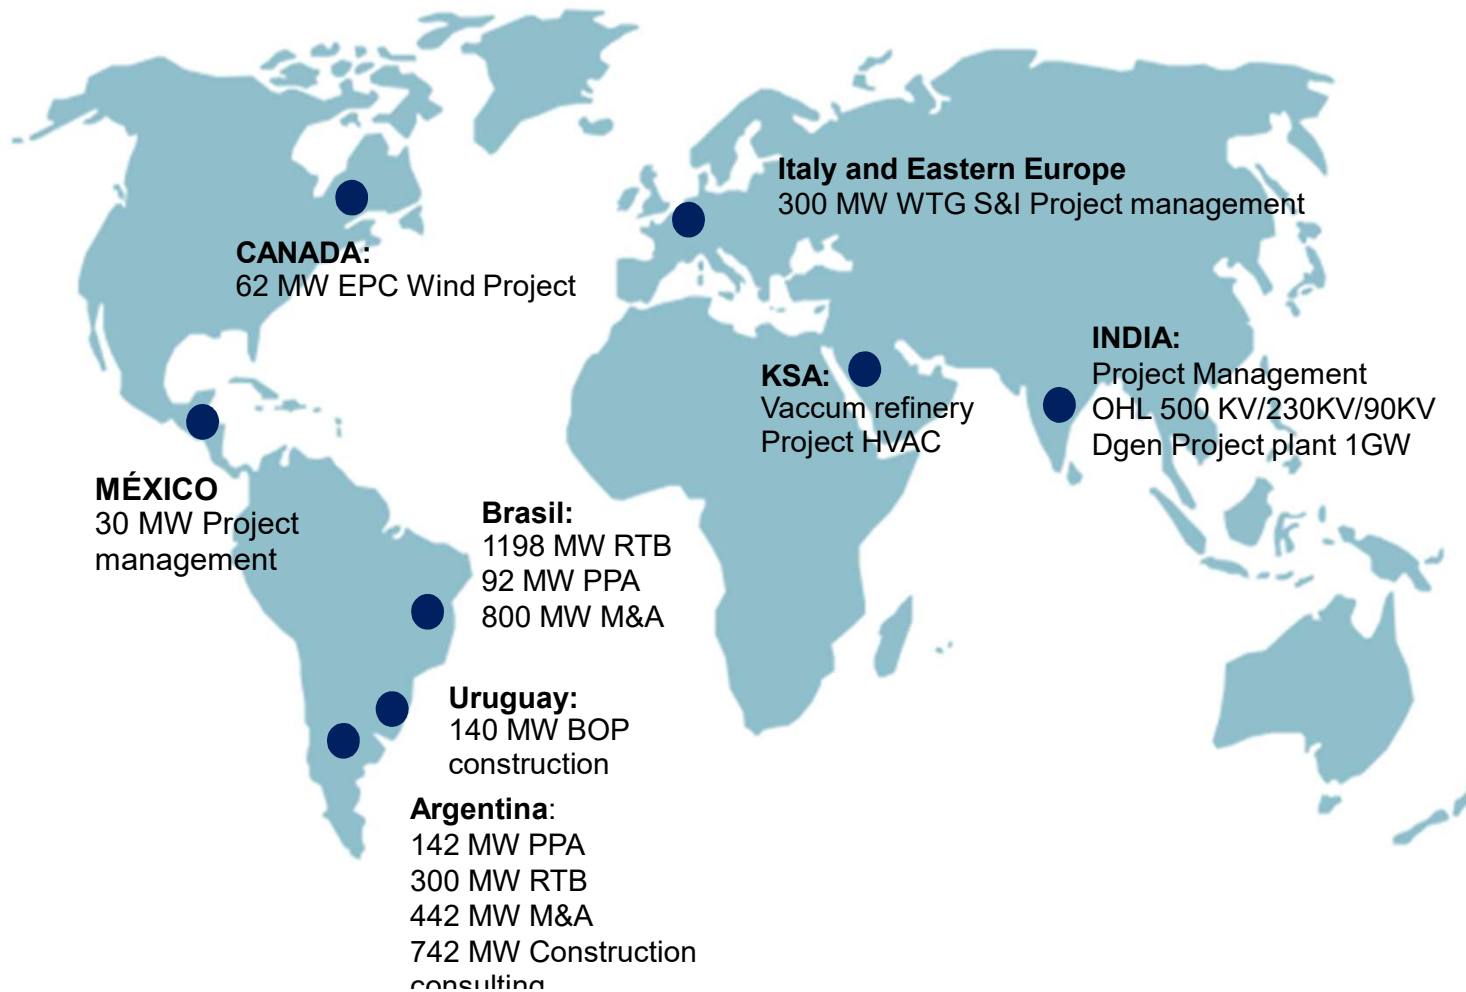 Italy and Eastern Europe
300 MW WTG S&I Project management
CANADA:
62 MW EPC Wind Project
INDIA:
Project Management
OHL 500 KV/230KV/90KV
Dgen Project plant 1GW
KSA:
Vaccum refinery
Project HVAC
MÉXICO
30 MW Project
management
Brasil:
1198 MW RTB
92 MW PPA
800 MW M&A
Uruguay:
140 MW BOP
construction
Argentina:
142 MW PPA
300 MW RTB
442 MW M&A
742 MW Construction
consulting